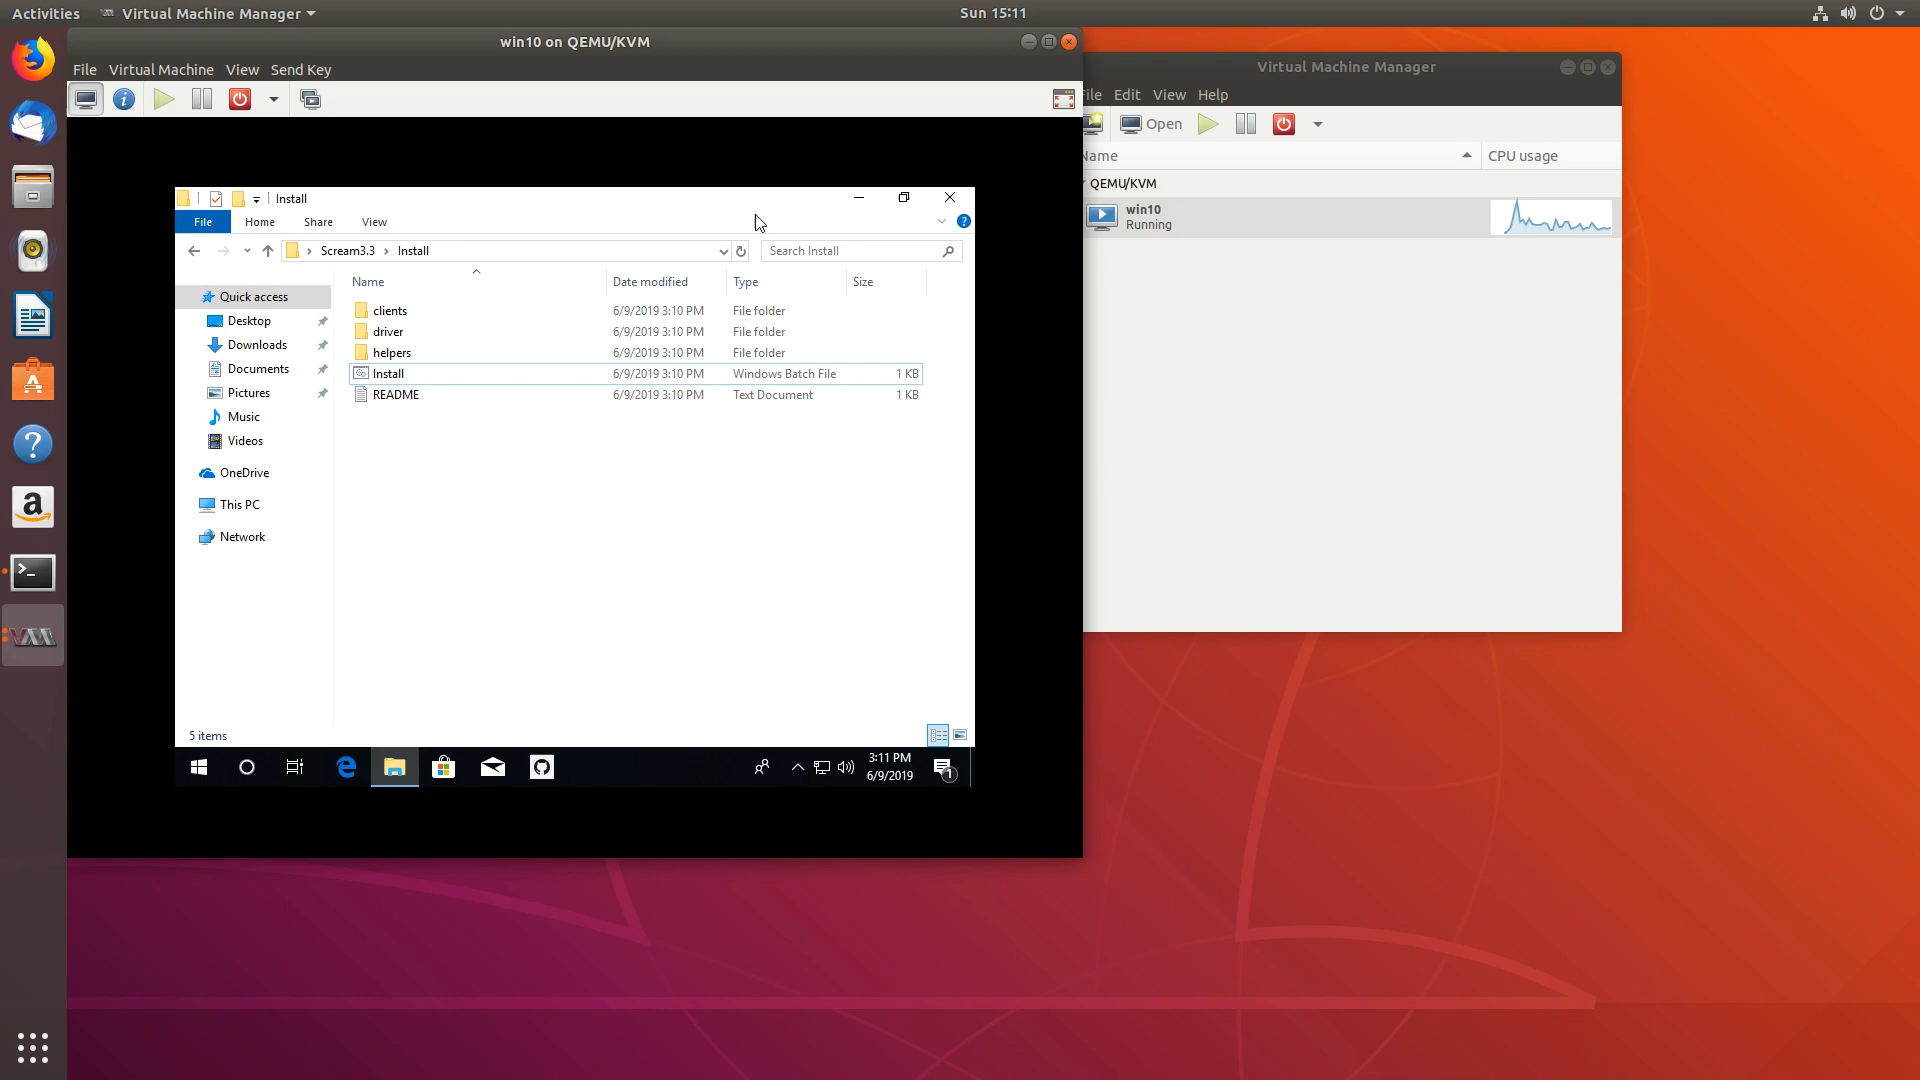 Activities Virtual Machine Manager Sun 15:11
win10 on QEMU/KVM
File Virtual Machine View Send Key
Install
File Home Share View
Scream3.3 Install Search Install
Name Date modified Type Size
Quick access
Desktop
Downloads
Documents
Pictures
Music
Videos
OneDrive
This PC
Network
clients 6/9/2019 3:10 PM File folder
driver 6/9/2019 3:10 PM File folder
helpers 6/9/2019 3:10 PM File folder
Install 6/9/2019 3:10 PM Windows Batch File 1 KB
README 6/9/2019 3:10 PM Text Document 1 KB
5 items
3:11 PM
6/9/2019
1
Virtual Machine Manager
ile Edit View Help
Open
Name CPU usage
QEMU/KVM
win10
Running